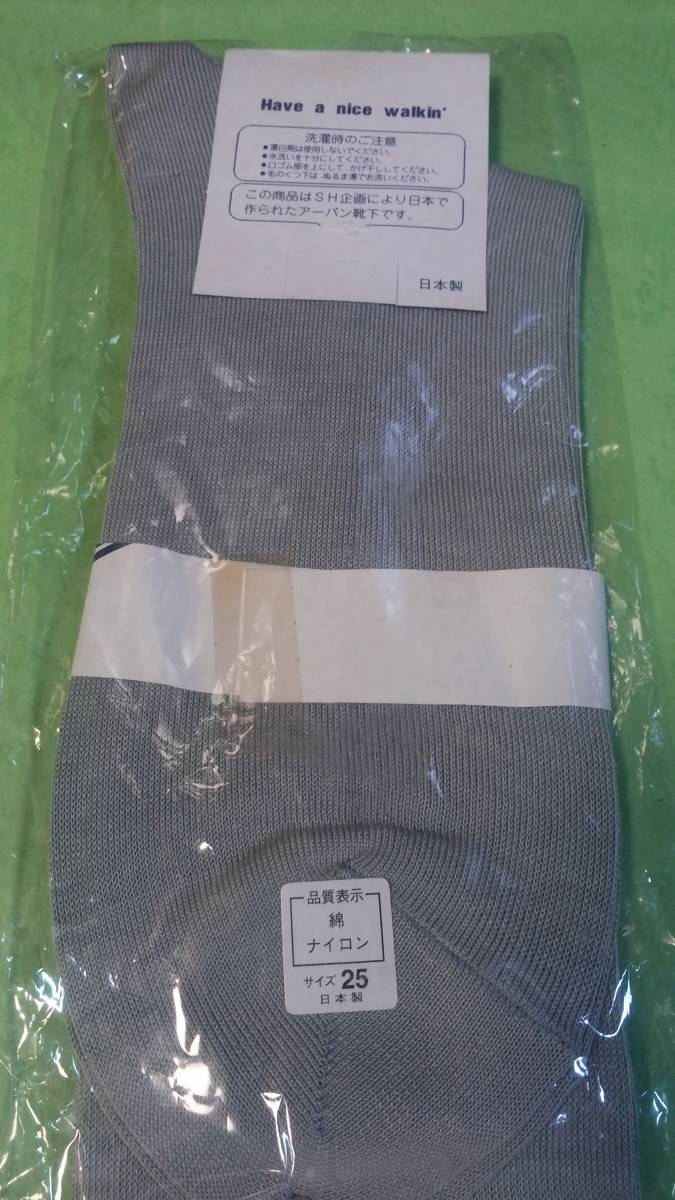 Have a nice walkin'
洗濯時のご注意
●漂白剤は使用しないでください。
●水洗いを十分にしてください。
●口ゴム部を上にして、かげ干ししてください。
●毛のくつ下は、ぬるま湯でお洗いください。
この商品はSH企画により日本で
作られたアーバン靴下です。
日本製
品質表示
綿
ナイロン
サイズ 25
日本製